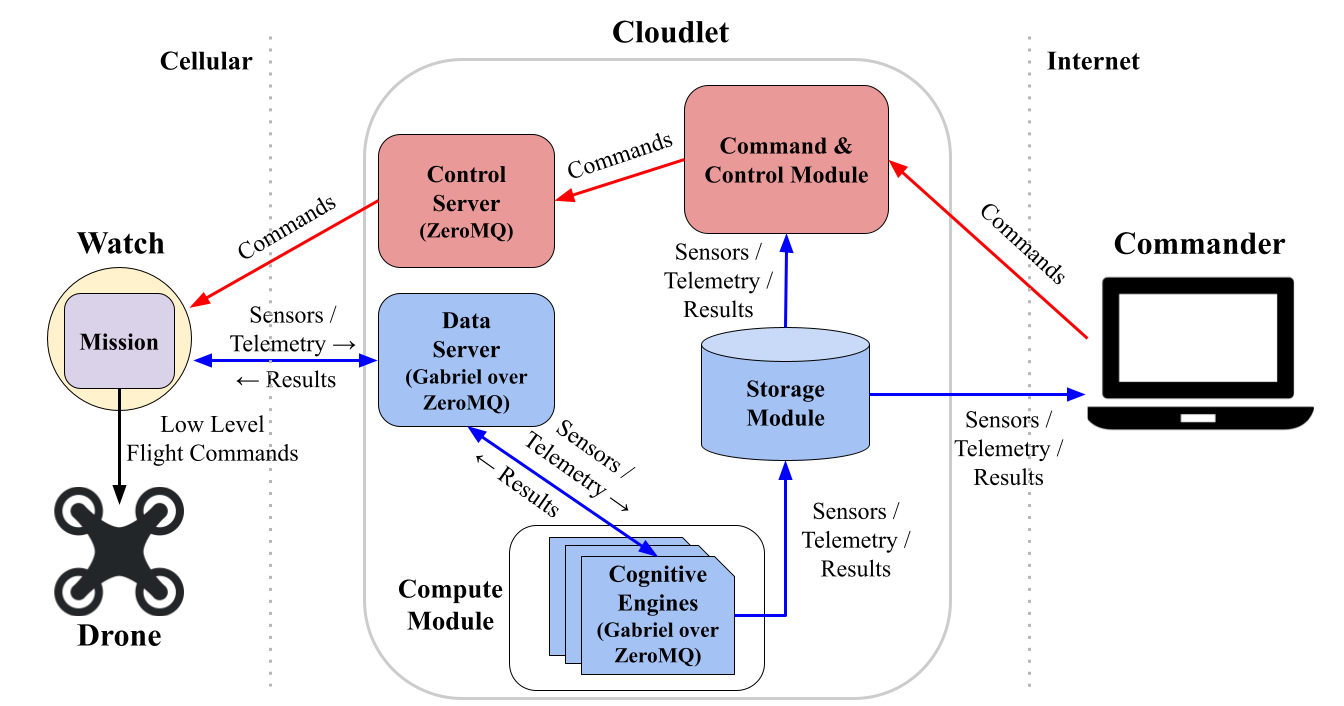 Cloudlet
Cellular
Internet
Command &
Control Module
Commands
Control
Server
(ZeroMQ)
Commands
Commands
Watch
Commander
Sensors /
Telemetry /
Results
Mission
Sensors /
Telemetry →
← Results
Data
Server
(Gabriel over
ZeroMQ)
Storage
Module
Low Level
Flight Commands
Sensors /
Telemetry /
Results
Sensors /
Telemetry →
← Results
Sensors /
Telemetry /
Results
Compute
Module
Cognitive
Engines
(Gabriel over
ZeroMQ)
Drone